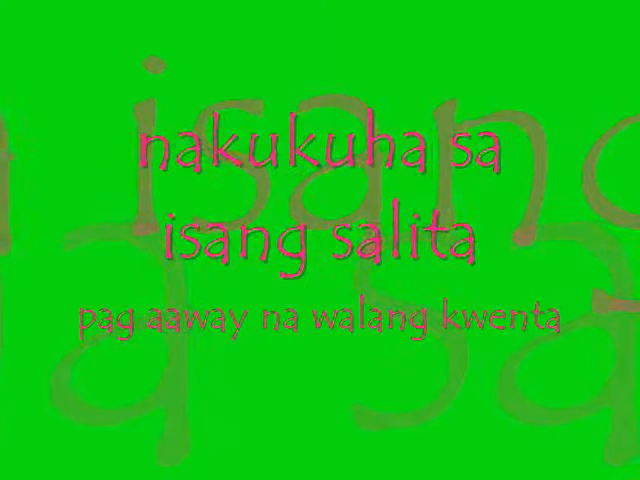 nakukuha sa
isang salita
pag aaway na walang kwenta